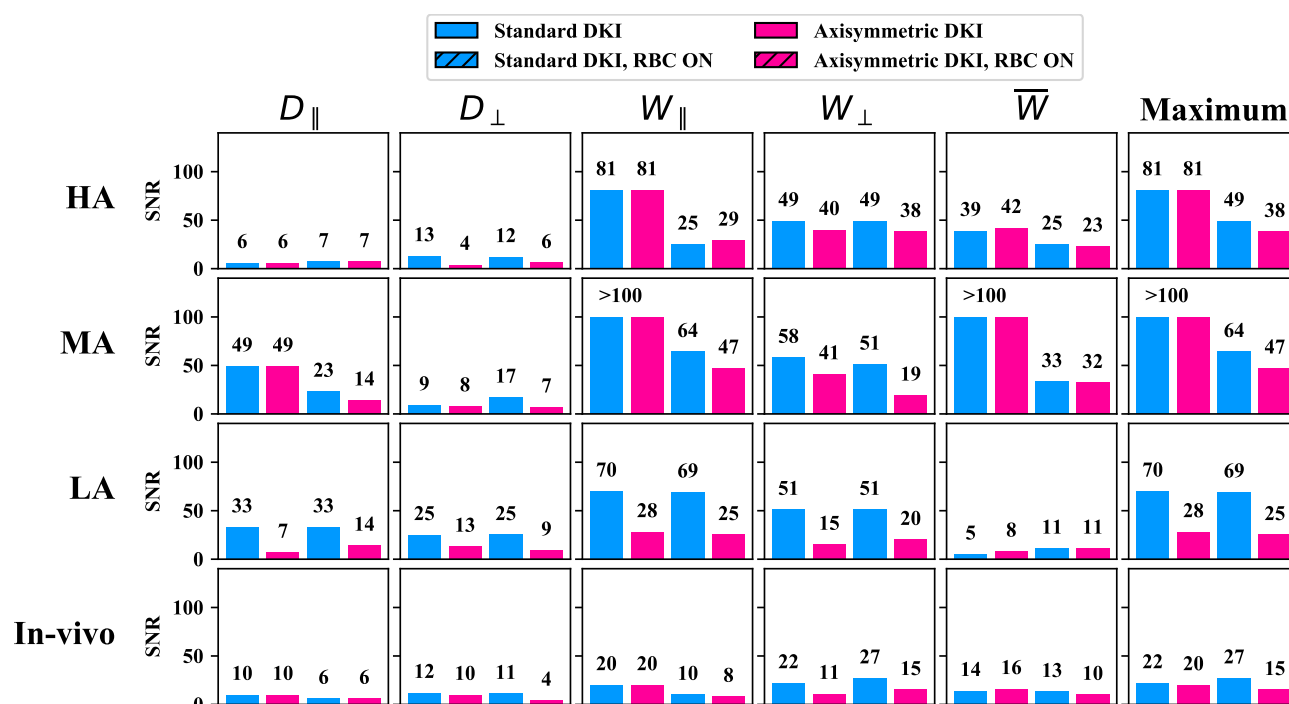 Standard DKI Axisymmetric DKI
Standard DKI, RBC ON Axisymmetric DKI, RBC ON
D∥ D⊥ W∥ W⊥ W̅ Maximum
HA SNR 100 50 0
6 6 7 7 13 4 12 6 81 81 25 29 49 40 49 38 39 42 25 23 81 81 49 38
MA SNR 100 50 0
49 49 23 14 9 8 17 7 >100 64 47 58 41 51 19 >100 33 32 >100 64 47
LA SNR 100 50 0
33 7 33 14 25 13 25 9 70 28 69 25 51 15 51 20 5 8 11 11 70 28 69 25
In-vivo SNR 100 50 0
10 10 6 6 12 10 11 4 20 20 10 8 22 11 27 15 14 16 13 10 22 20 27 15